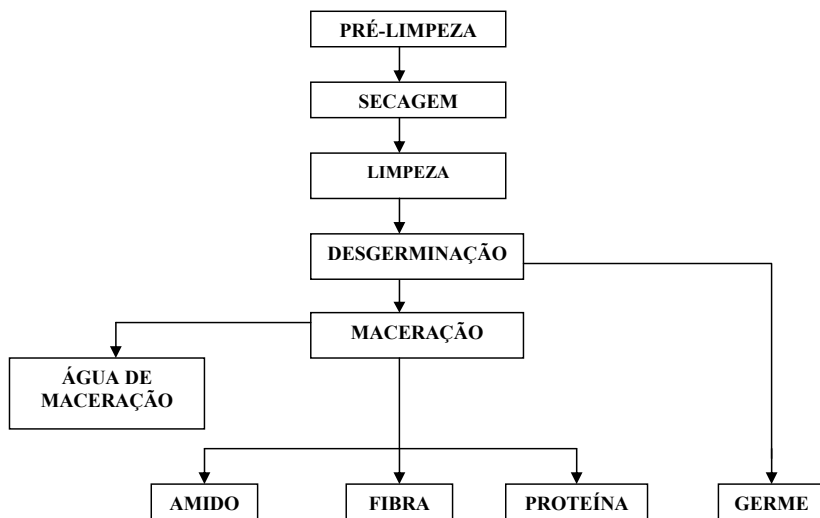 PRÉ-LIMPEZA
SECAGEM
LIMPEZA
DESGERMINAÇÃO
MACERAÇÃO
ÁGUA DE
MACERAÇÃO
AMIDO
FIBRA
PROTEÍNA
GERME